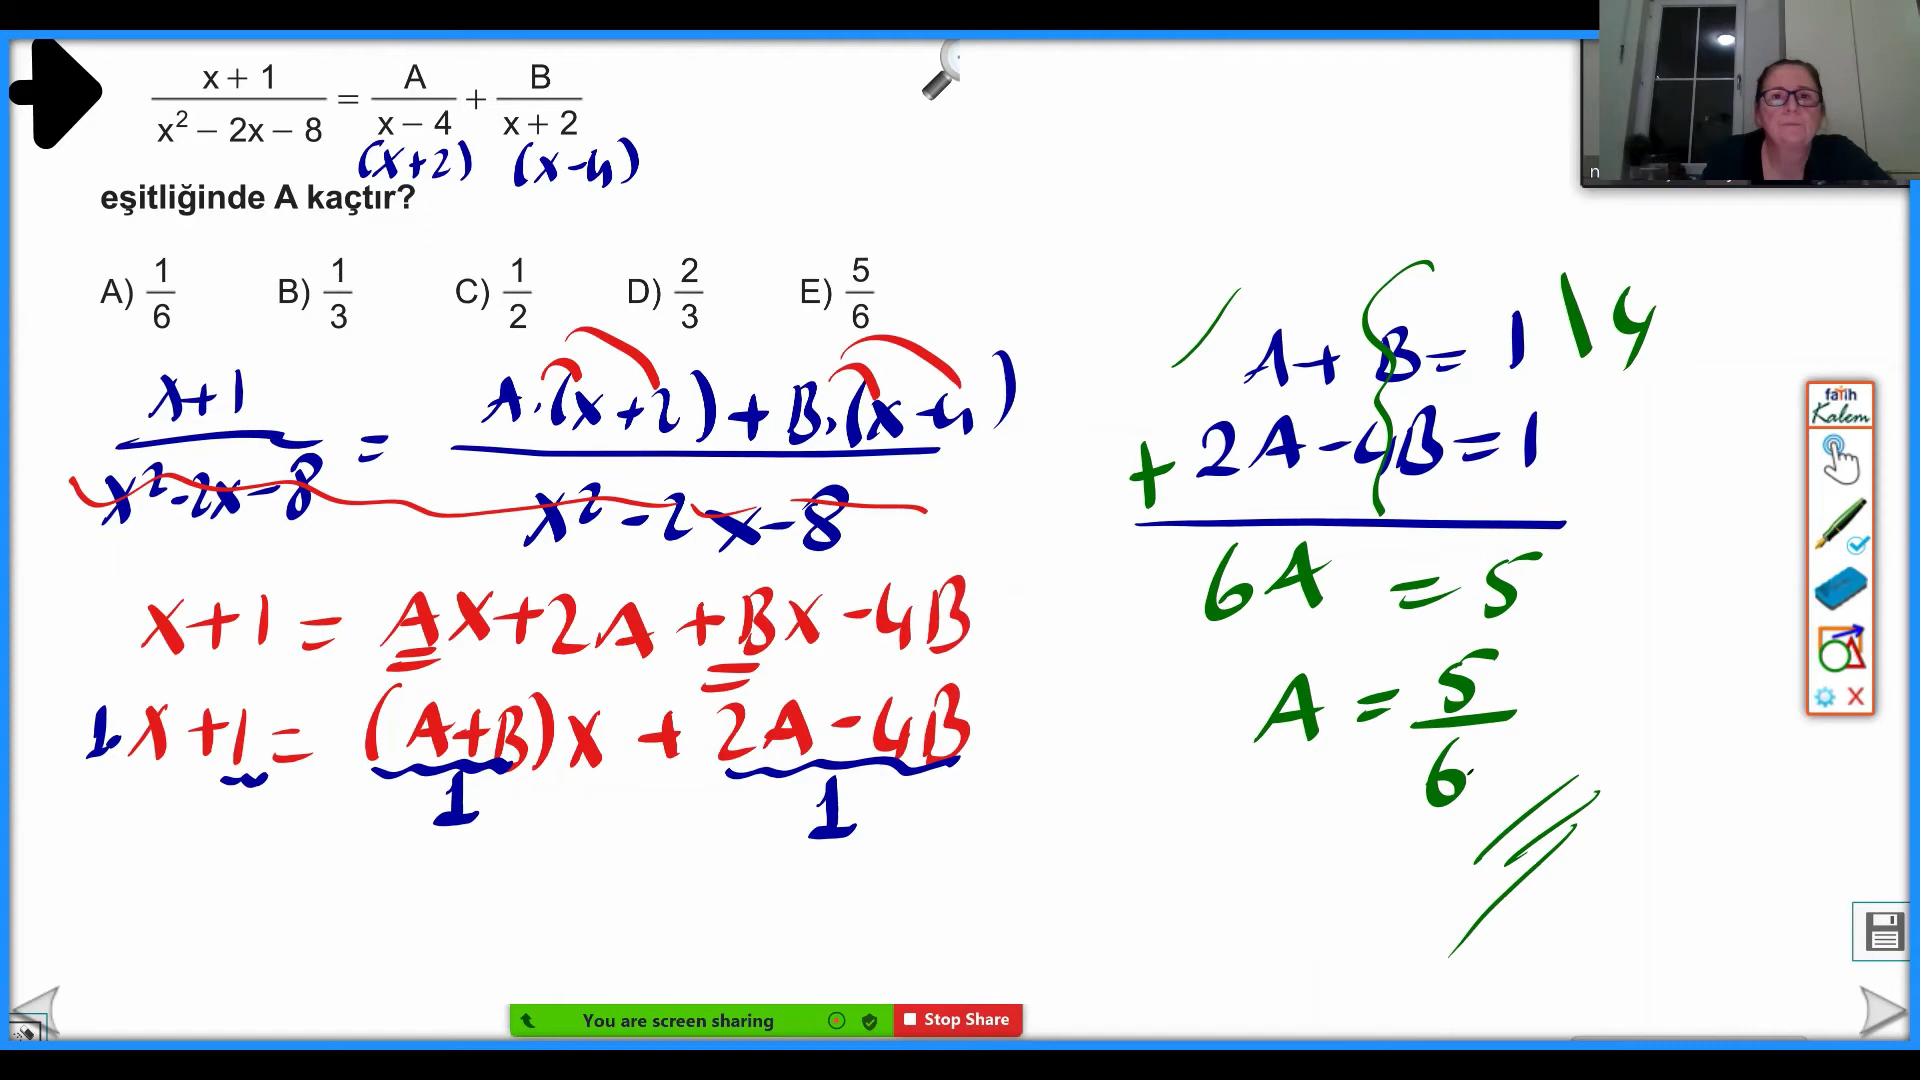 x + 1 / x² − 2x − 8 = A / x − 4 + B / x + 2
(x+2) (x-4)
eşitliğinde A kaçtır?
A) 1/6 B) 1/3 C) 1/2 D) 2/3 E) 5/6
x+1 / x²-2x-8 = A.(x+2)+B.(x-4) / x²-2x-8
x+1 = Ax+2A+Bx-4B
1.x+1 = (A+B)x + 2A-4B
1 1
A+B=1 \ 4
+ 2A-4B=1
6A = 5
A = 5/6
fatih
Kalem
You are screen sharing
Stop Share